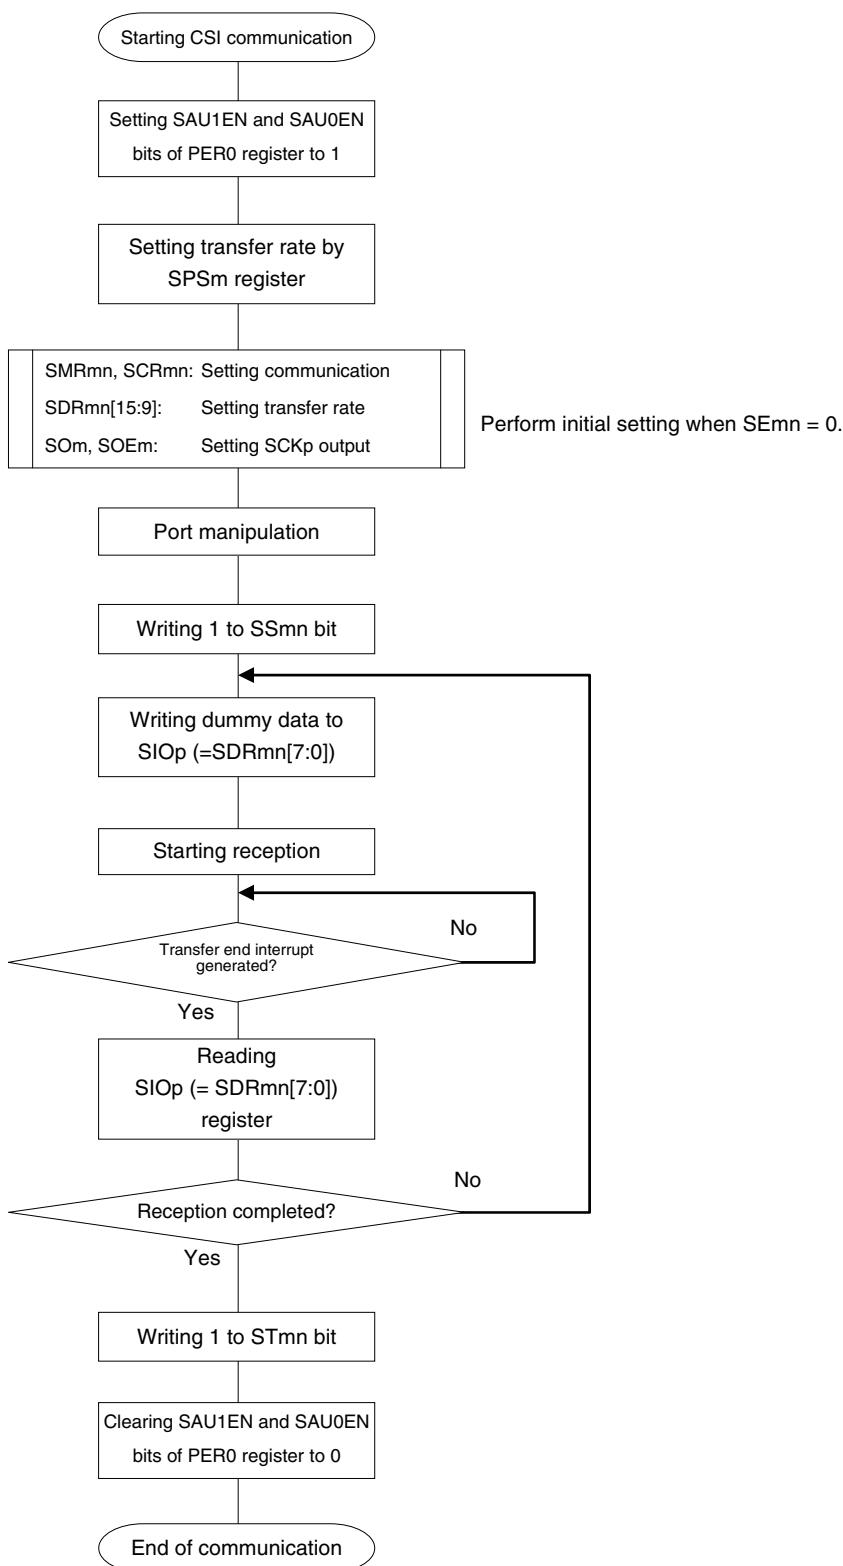 Starting CSI communication
Setting SAU1EN and SAU0EN
bits of PER0 register to 1
Setting transfer rate by
SPSm register
SMRmn, SCRmn: Setting communication
SDRmn[15:9]: Setting transfer rate
SOm, SOEm: Setting SCKp output
Perform initial setting when SEmn = 0.
Port manipulation
Writing 1 to SSmn bit
Writing dummy data to
SIOp (=SDRmn[7:0])
Starting reception
No
Transfer end interrupt
generated?
Yes
Reading
SIOp (= SDRmn[7:0])
register
No
Reception completed?
Yes
Writing 1 to STmn bit
Clearing SAU1EN and SAU0EN
bits of PER0 register to 0
End of communication